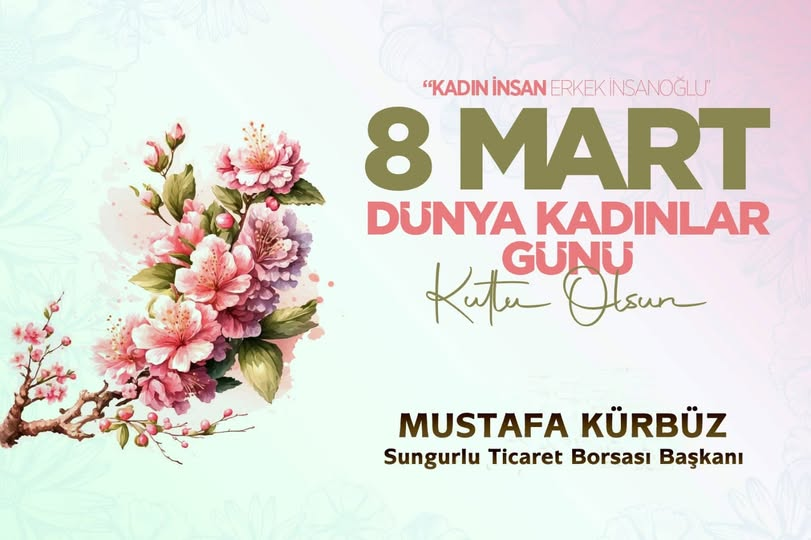 “KADIN İNSAN ERKEK İNSANOĞLU”
8 MART
DÜNYA KADINLAR
GÜNÜ
Kutlu Olsun
MUSTAFA KÜRBÜZ
Sungurlu Ticaret Borsası Başkanı